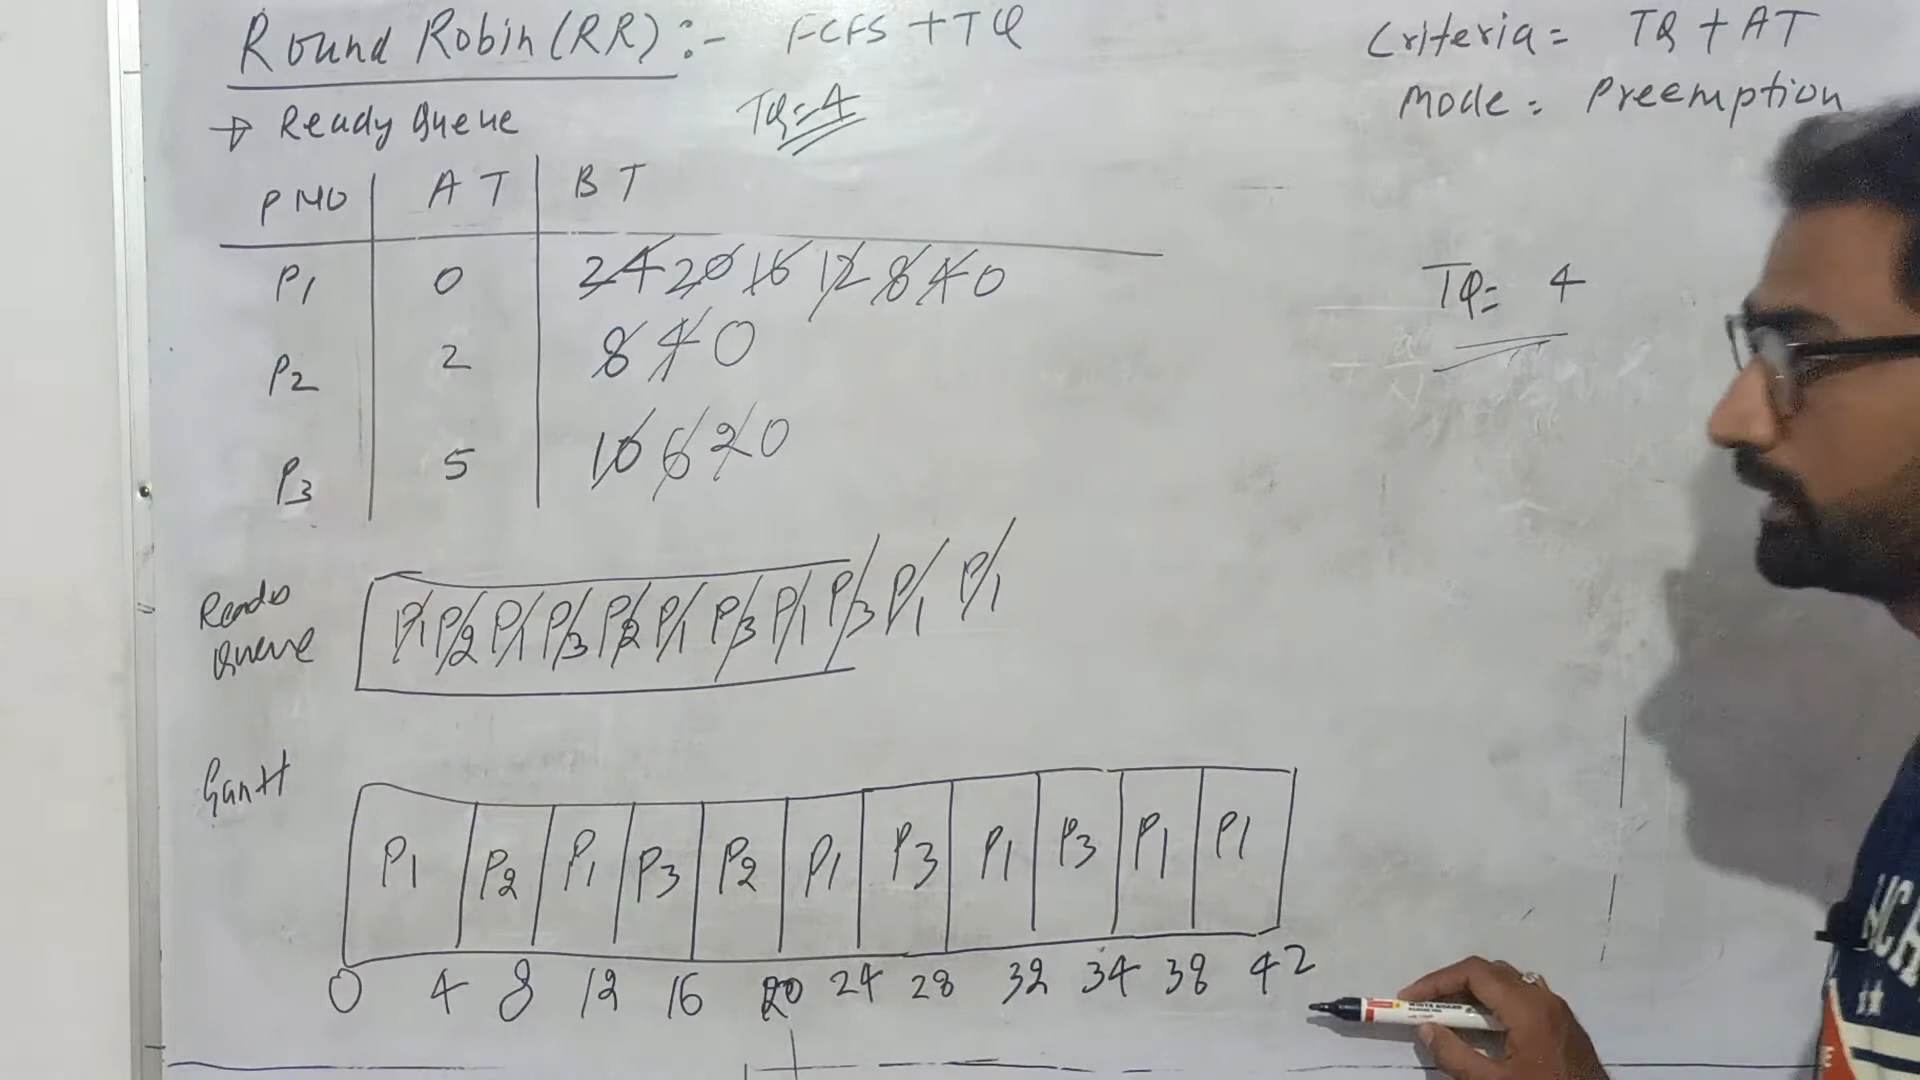 Round Robin (RR) :- FCFS + TQ
Criteria = TQ + AT
Mode = Preemption
→ Ready Queue
TQ=4
P NO AT BT
P1 0 24 20 16 12 8 4 0
TQ= 4
P2 2 8 4 0
P3 5 10 6 2 0
Ready Queue
P1 P2 P1 P3 P2 P1 P3 P1 P3 P1 P1
Gantt
P1 P2 P1 P3 P2 P1 P3 P1 P3 P1 P1
0 4 8 12 16 20 24 28 32 34 38 42